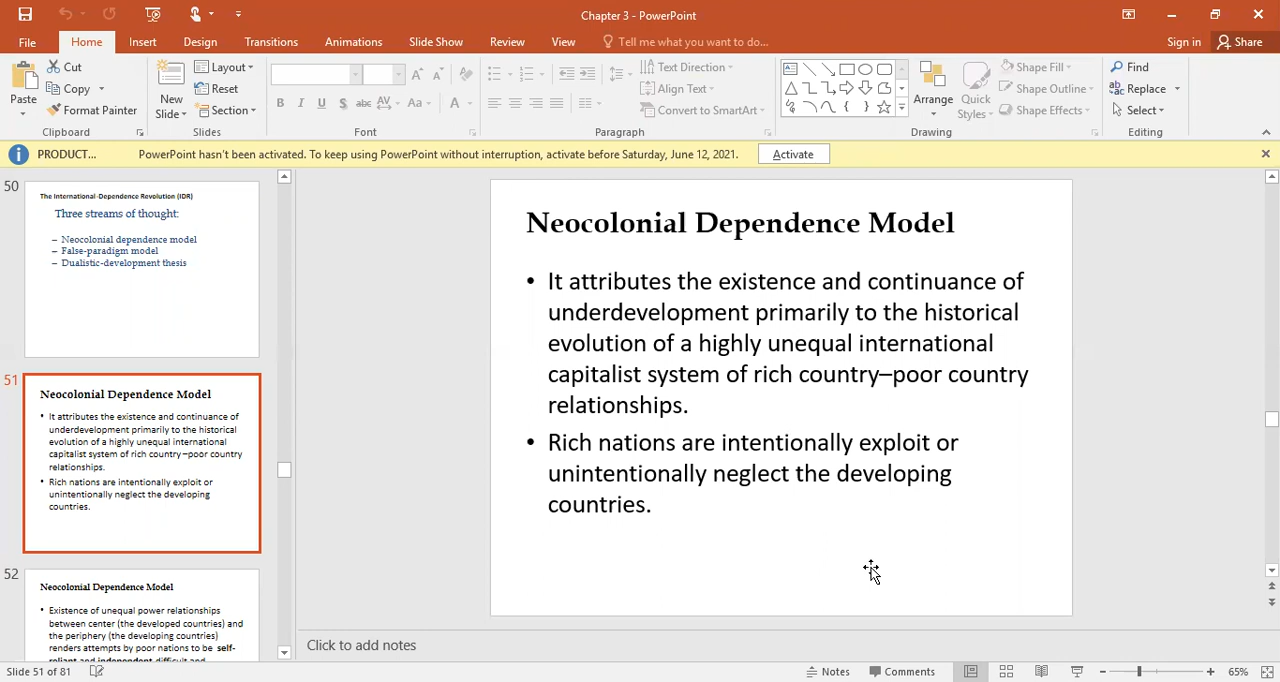 Chapter 3 - PowerPoint
File Home Insert Design Transitions Animations Slide Show Review View Tell me what you want to do... Sign in Share
Paste
Cut
Copy
Format Painter
Clipboard
New
Slide
Layout
Reset
Section
Slides
B I U S abc AV Aa A
Font
Text Direction
Align Text
Convert to SmartArt
Paragraph
Arrange
Quick
Styles
Shape Fill
Shape Outline
Shape Effects
Drawing
Find
Replace
Select
Editing
PRODUCT... PowerPoint hasn't been activated. To keep using PowerPoint without interruption, activate before Saturday, June 12, 2021. Activate
50
The International-Dependence Revolution (IDR)
Three streams of thought:
– Neocolonial dependence model
– False-paradigm model
– Dualistic-development thesis
51
Neocolonial Dependence Model
• It attributes the existence and continuance of
underdevelopment primarily to the historical
evolution of a highly unequal international
capitalist system of rich country–poor country
relationships.
• Rich nations are intentionally exploit or
unintentionally neglect the developing
countries.
52
Neocolonial Dependence Model
• Existence of unequal power relationships
between center (the developed countries) and
the periphery (the developing countries)
renders attempts by poor nations to be self-
reliant and independent difficult and
Neocolonial Dependence Model
• It attributes the existence and continuance of
underdevelopment primarily to the historical
evolution of a highly unequal international
capitalist system of rich country–poor country
relationships.
• Rich nations are intentionally exploit or
unintentionally neglect the developing
countries.
Click to add notes
Slide 51 of 81 Notes Comments 65%